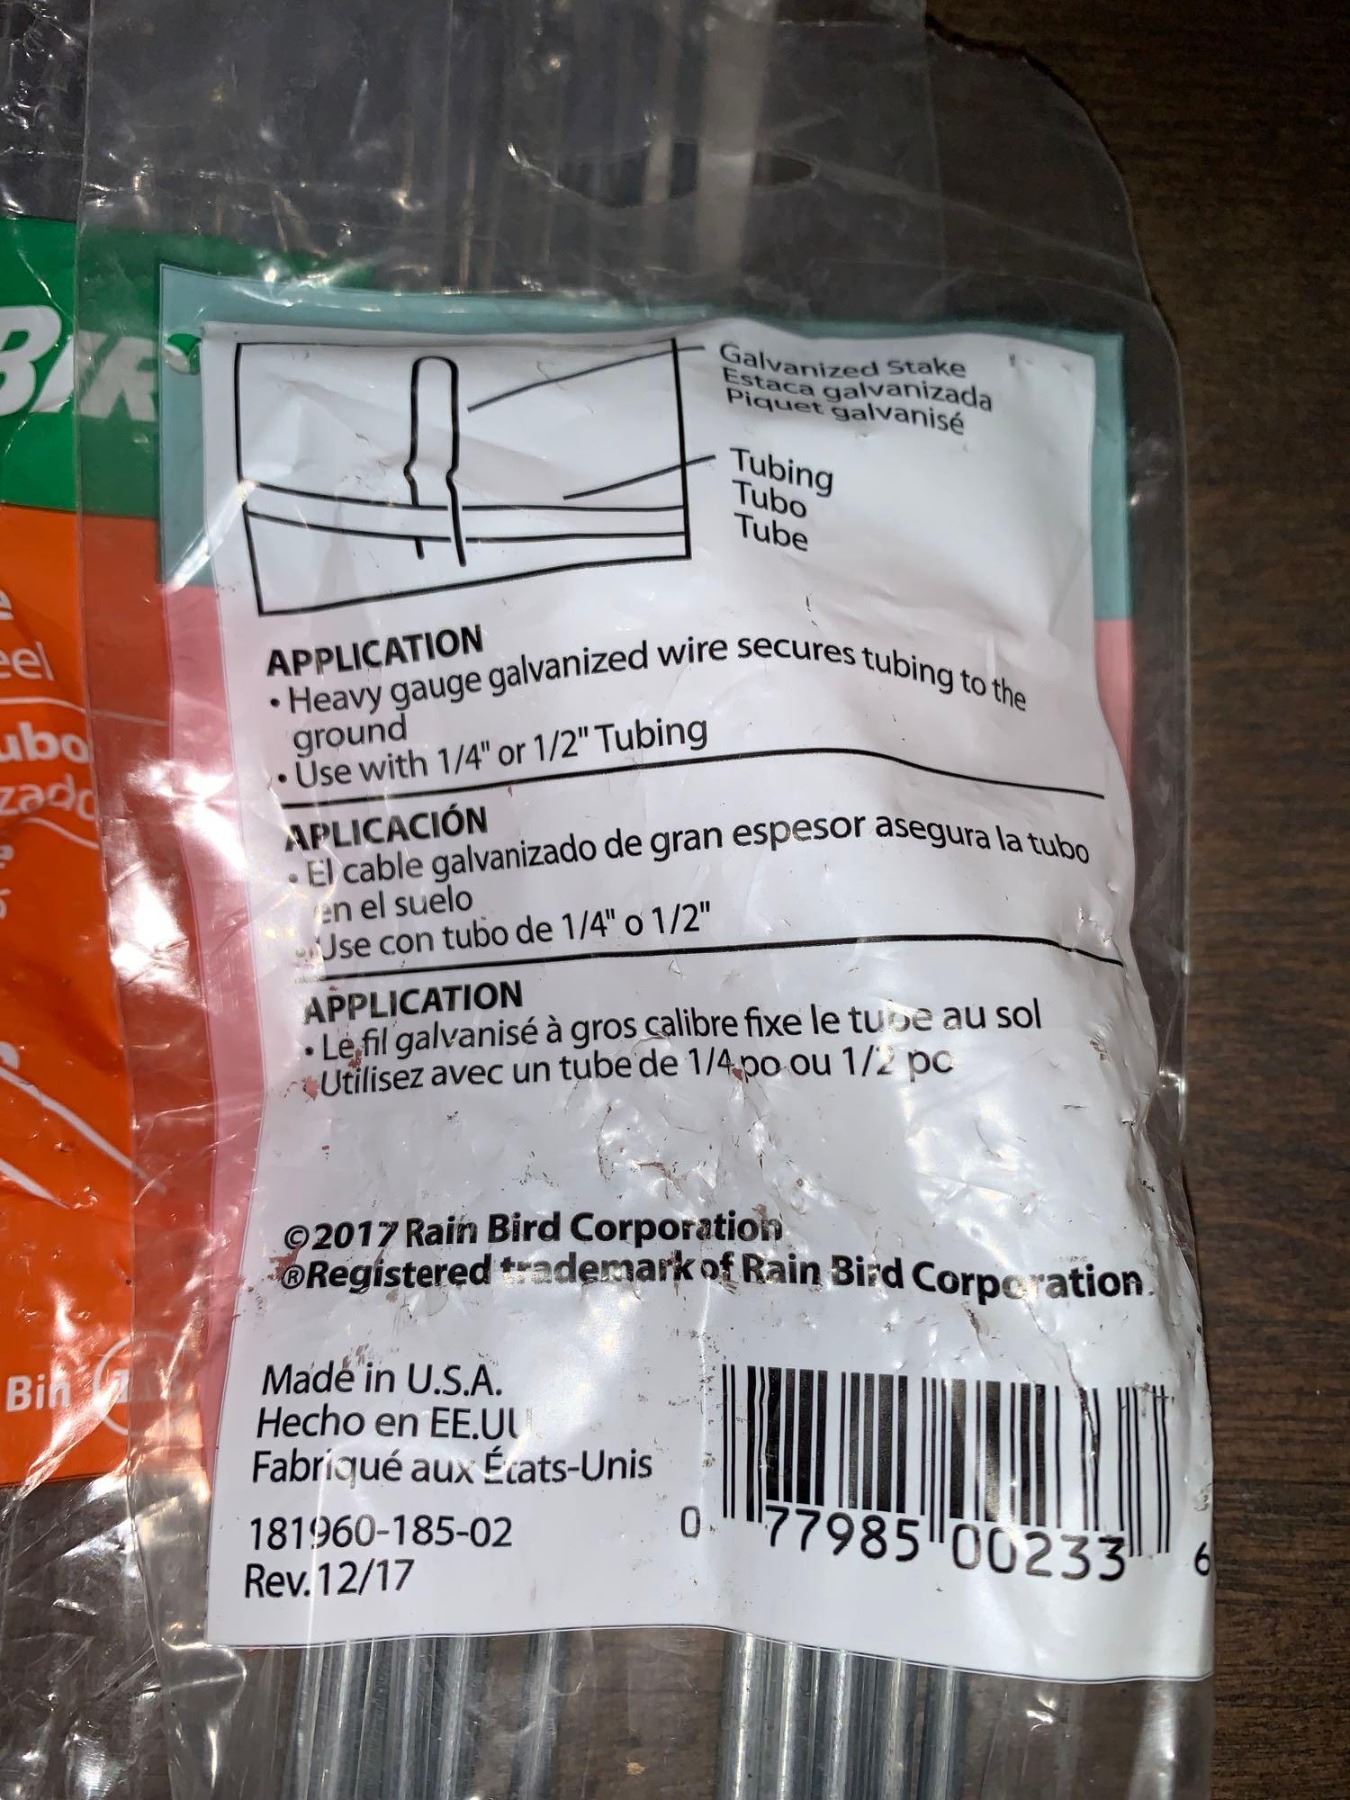 BIRD
eel
ubo
zado
Bin
Galvanized Stake
Estaca galvanizada
Piquet galvanisé
Tubing
Tubo
Tube
APPLICATION
• Heavy gauge galvanized wire secures tubing to the
ground
• Use with 1/4" or 1/2" Tubing
APLICACIÓN
• El cable galvanizado de gran espesor asegura la tubo
en el suelo
• Use con tubo de 1/4" o 1/2"
APPLICATION
• Le fil galvanisé à gros calibre fixe le tube au sol
• Utilisez avec un tube de 1/4 po ou 1/2 po
©2017 Rain Bird Corporation
®Registered trademark of Rain Bird Corporation.
Made in U.S.A.
Hecho en EE.UU
Fabriqué aux États-Unis
181960-185-02
Rev.12/17
0 77985 00233 6